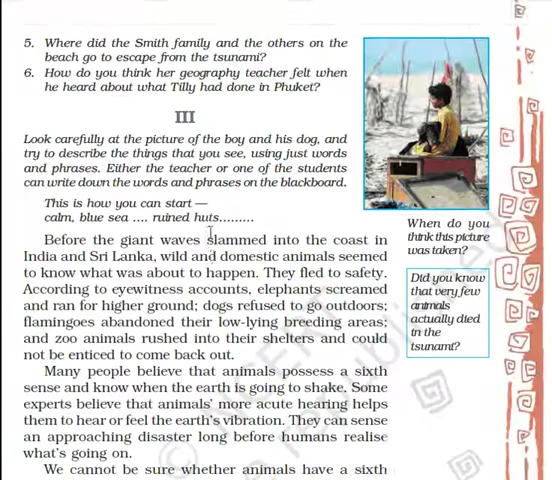 5. Where did the Smith family and the others on the
beach go to escape from the tsunami?
6. How do you think her geography teacher felt when
he heard about what Tilly had done in Phuket?
III
Look carefully at the picture of the boy and his dog, and
try to describe the things that you see, using just words
and phrases. Either the teacher or one of the students
can write down the words and phrases on the blackboard.
This is how you can start —
calm, blue sea .... ruined huts.........
Before the giant waves slammed into the coast in
India and Sri Lanka, wild and domestic animals seemed
to know what was about to happen. They fled to safety.
According to eyewitness accounts, elephants screamed
and ran for higher ground; dogs refused to go outdoors;
flamingoes abandoned their low-lying breeding areas;
and zoo animals rushed into their shelters and could
not be enticed to come back out.
Many people believe that animals possess a sixth
sense and know when the earth is going to shake. Some
experts believe that animals' more acute hearing helps
them to hear or feel the earth's vibration. They can sense
an approaching disaster long before humans realise
what's going on.
We cannot be sure whether animals have a sixth
When do you
think this picture
was taken?
Did you know
that very few
animals
actually died
in the
tsunami?
© NCERT